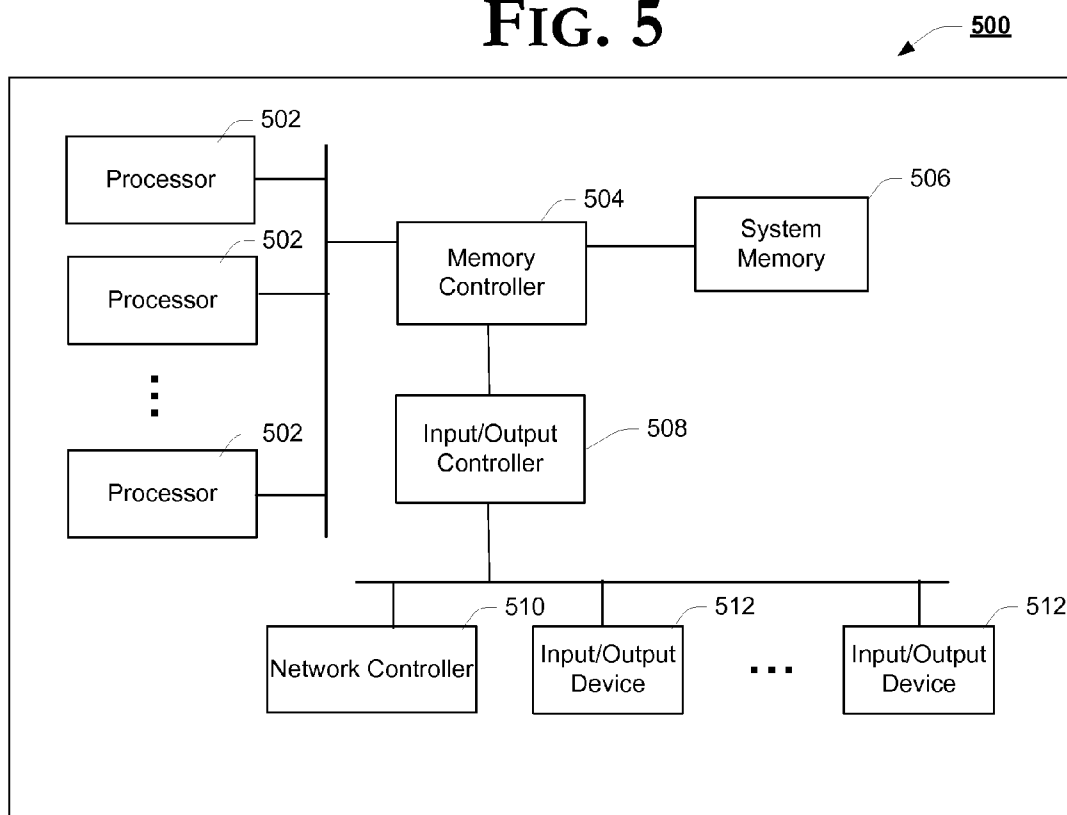 FIG. 5
500
502
Processor
502
Processor
502
Processor
504
Memory
Controller
506
System
Memory
508
Input/Output
Controller
510
Network Controller
512
Input/Output
Device
512
Input/Output
Device